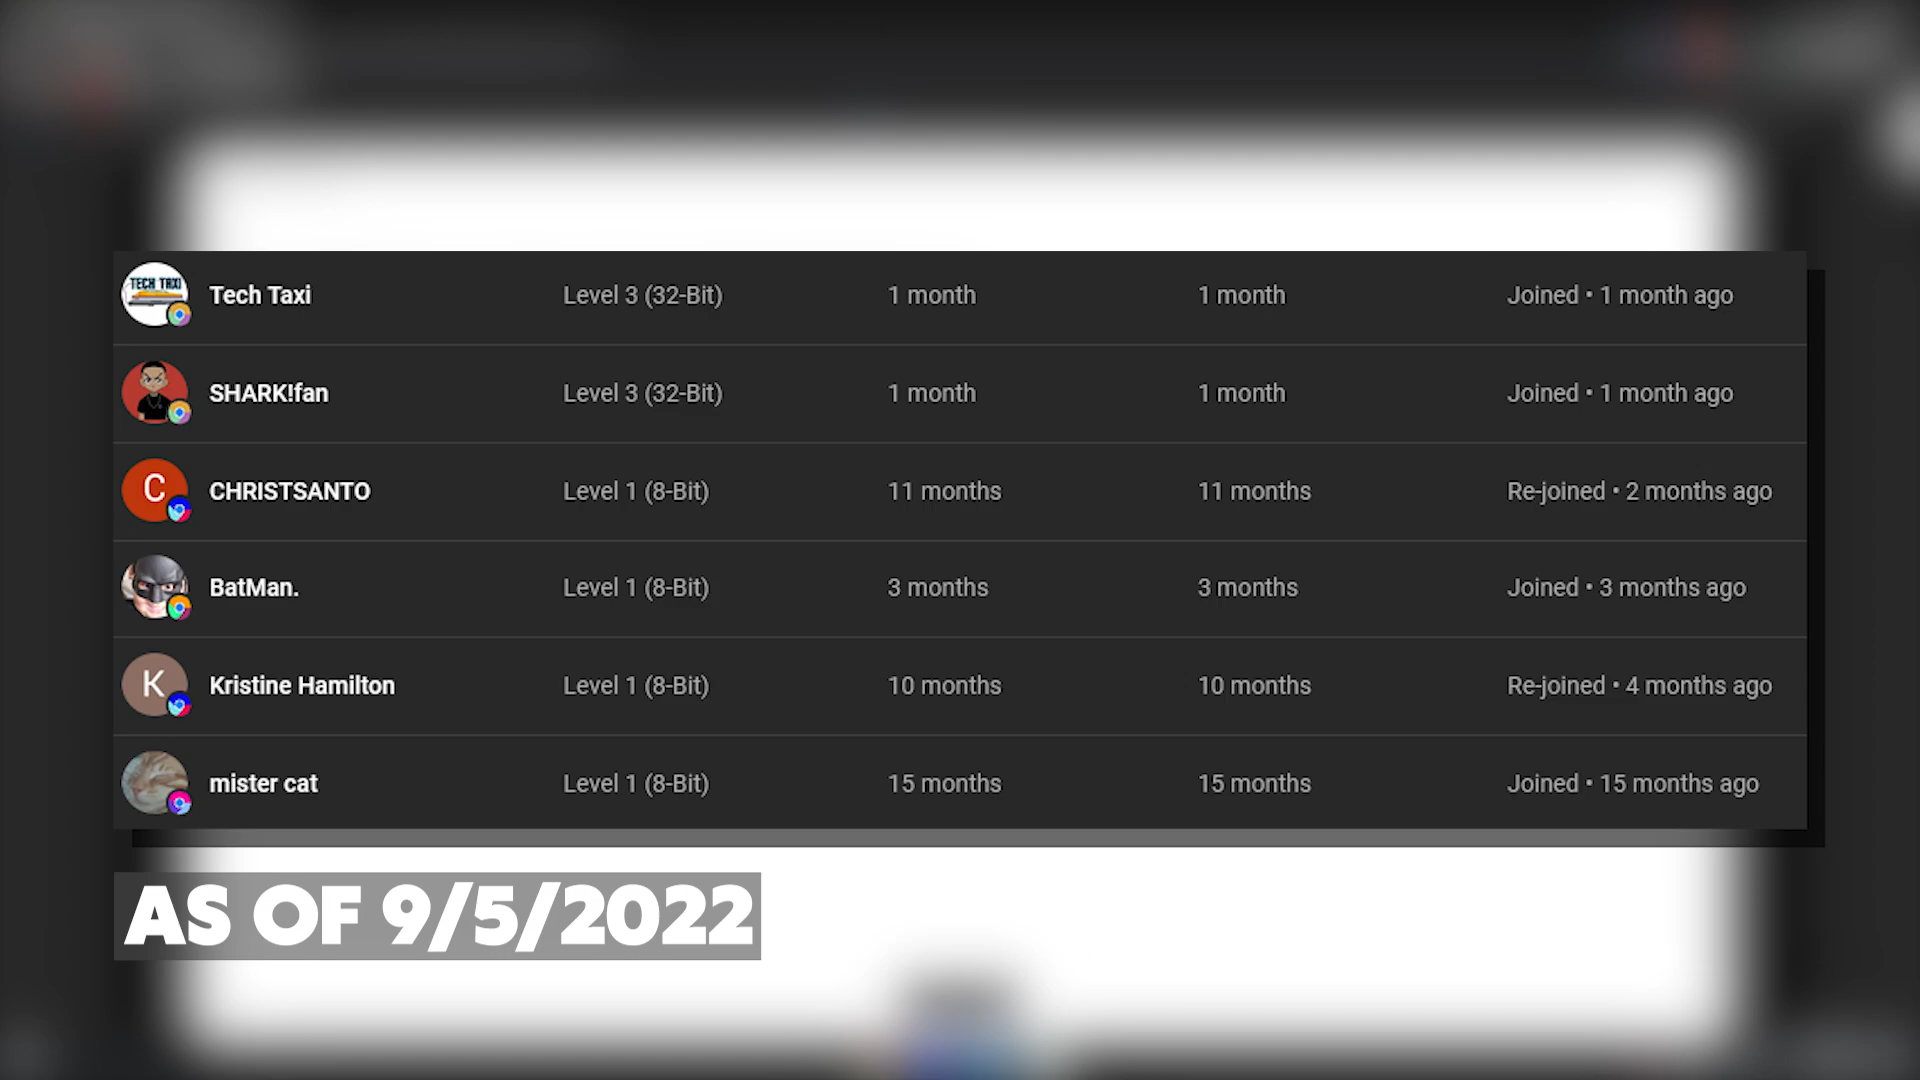 TECH TAXI
Tech Taxi Level 3 (32-Bit) 1 month 1 month Joined • 1 month ago
SHARK!fan Level 3 (32-Bit) 1 month 1 month Joined • 1 month ago
C CHRISTSANTO Level 1 (8-Bit) 11 months 11 months Re-joined • 2 months ago
BatMan. Level 1 (8-Bit) 3 months 3 months Joined • 3 months ago
K Kristine Hamilton Level 1 (8-Bit) 10 months 10 months Re-joined • 4 months ago
mister cat Level 1 (8-Bit) 15 months 15 months Joined • 15 months ago
AS OF 9/5/2022